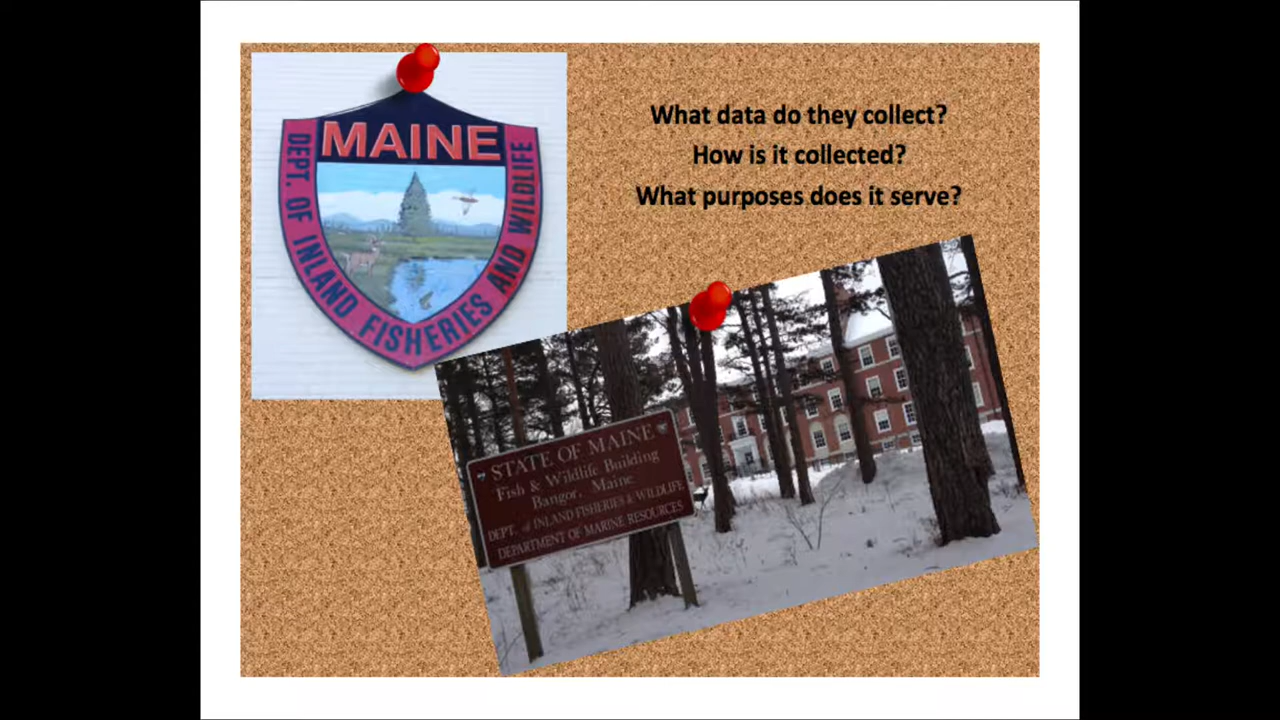 MAINE
DEPT. OF INLAND FISHERIES AND WILDLIFE
What data do they collect?
How is it collected?
What purposes does it serve?
STATE OF MAINE
Fish & Wildlife Building
Bangor, Maine
DEPT. of INLAND FISHERIES & WILDLIFE
DEPARTMENT OF MARINE RESOURCES